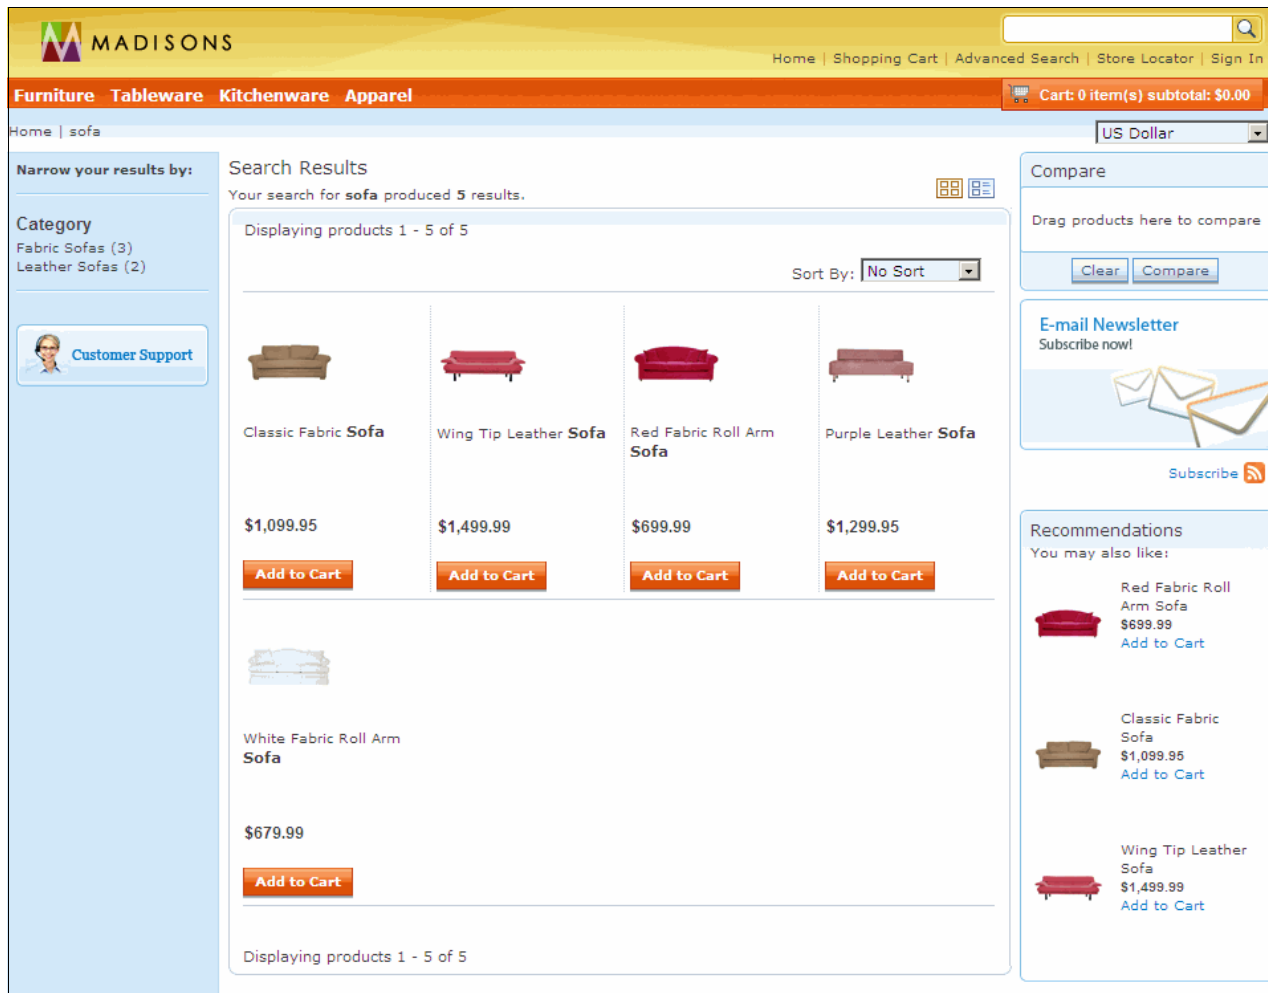 MADISONS
Home | Shopping Cart | Advanced Search | Store Locator | Sign In
Furniture Tableware Kitchenware Apparel
Cart: 0 item(s) subtotal: $0.00
Home | sofa
US Dollar
Narrow your results by:
Category
Fabric Sofas (3)
Leather Sofas (2)
Customer Support
Search Results
Your search for sofa produced 5 results.
Displaying products 1 - 5 of 5
Sort By: No Sort
Classic Fabric Sofa
$1,099.95
Add to Cart
Wing Tip Leather Sofa
$1,499.99
Add to Cart
Red Fabric Roll Arm
Sofa
$699.99
Add to Cart
Purple Leather Sofa
$1,299.95
Add to Cart
White Fabric Roll Arm
Sofa
$679.99
Add to Cart
Displaying products 1 - 5 of 5
Compare
Drag products here to compare
Clear Compare
E-mail Newsletter
Subscribe now!
Subscribe
Recommendations
You may also like:
Red Fabric Roll
Arm Sofa
$699.99
Add to Cart
Classic Fabric
Sofa
$1,099.95
Add to Cart
Wing Tip Leather
Sofa
$1,499.99
Add to Cart